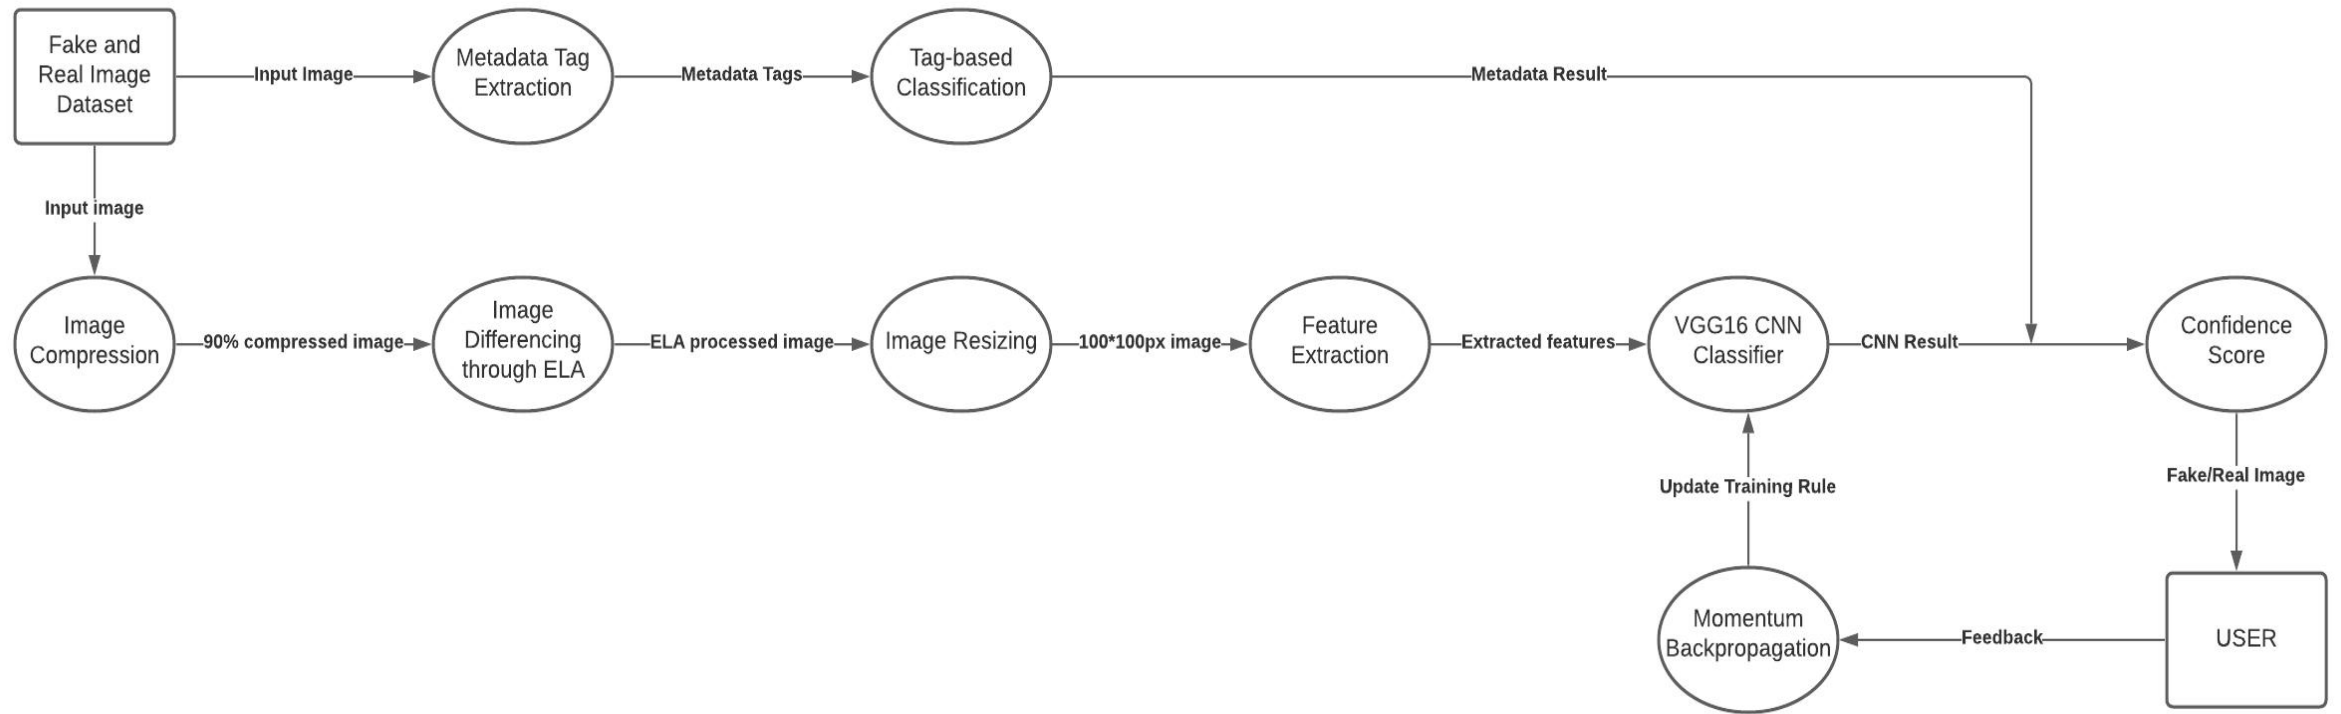 Fake and
Real Image
Dataset
Input Image
Metadata Tag
Extraction
Metadata Tags
Tag-based
Classification
Metadata Result
Input image
Image
Compression
90% compressed image
Image
Differencing
through ELA
ELA processed image
Image Resizing
100*100px image
Feature
Extraction
Extracted features
VGG16 CNN
Classifier
CNN Result
Confidence
Score
Update Training Rule
Fake/Real Image
Momentum
Backpropagation
Feedback
USER